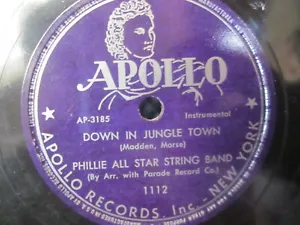 APOLLO
AP-3185 Instrumental
DOWN IN JUNGLE TOWN
(Madden, Morse)
PHILLIE ALL STAR STRING BAND
(By Arr. with Parade Record Co.)
1112
APOLLO RECORDS, Inc. - NEW YORK